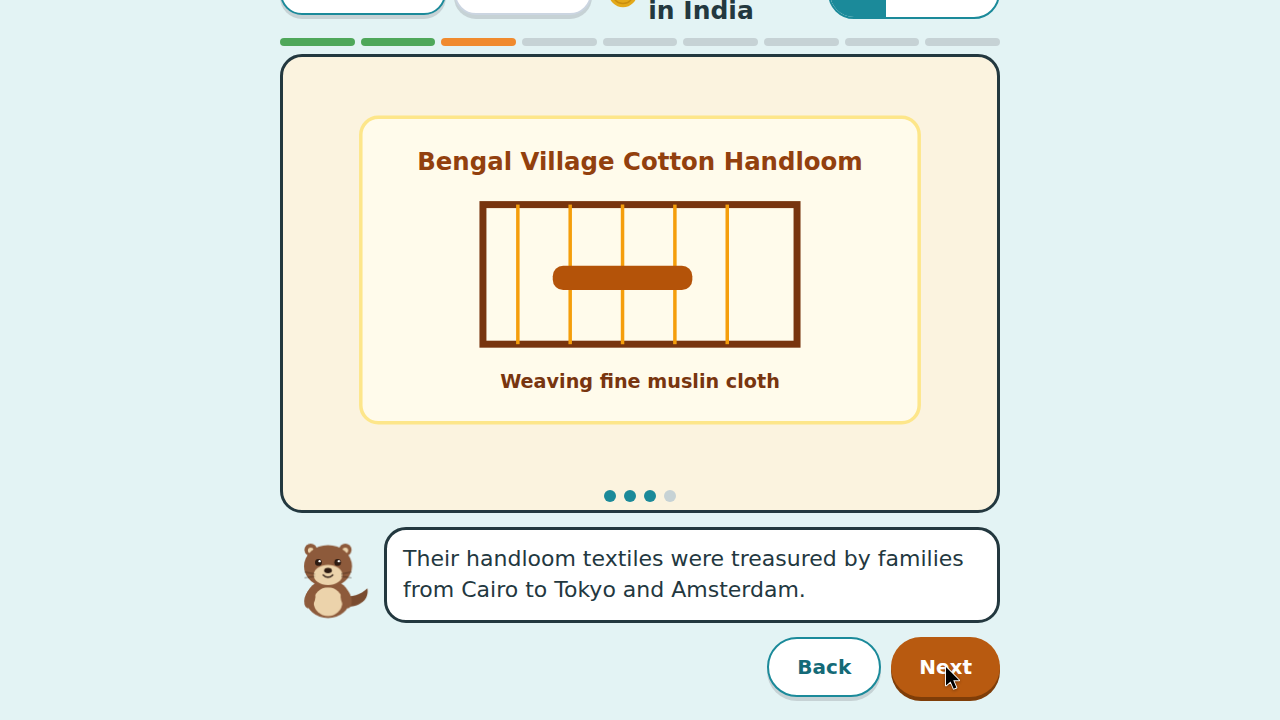 in India
Bengal Village Cotton Handloom
Weaving fine muslin cloth
Their handloom textiles were treasured by families
from Cairo to Tokyo and Amsterdam.
Back
Next